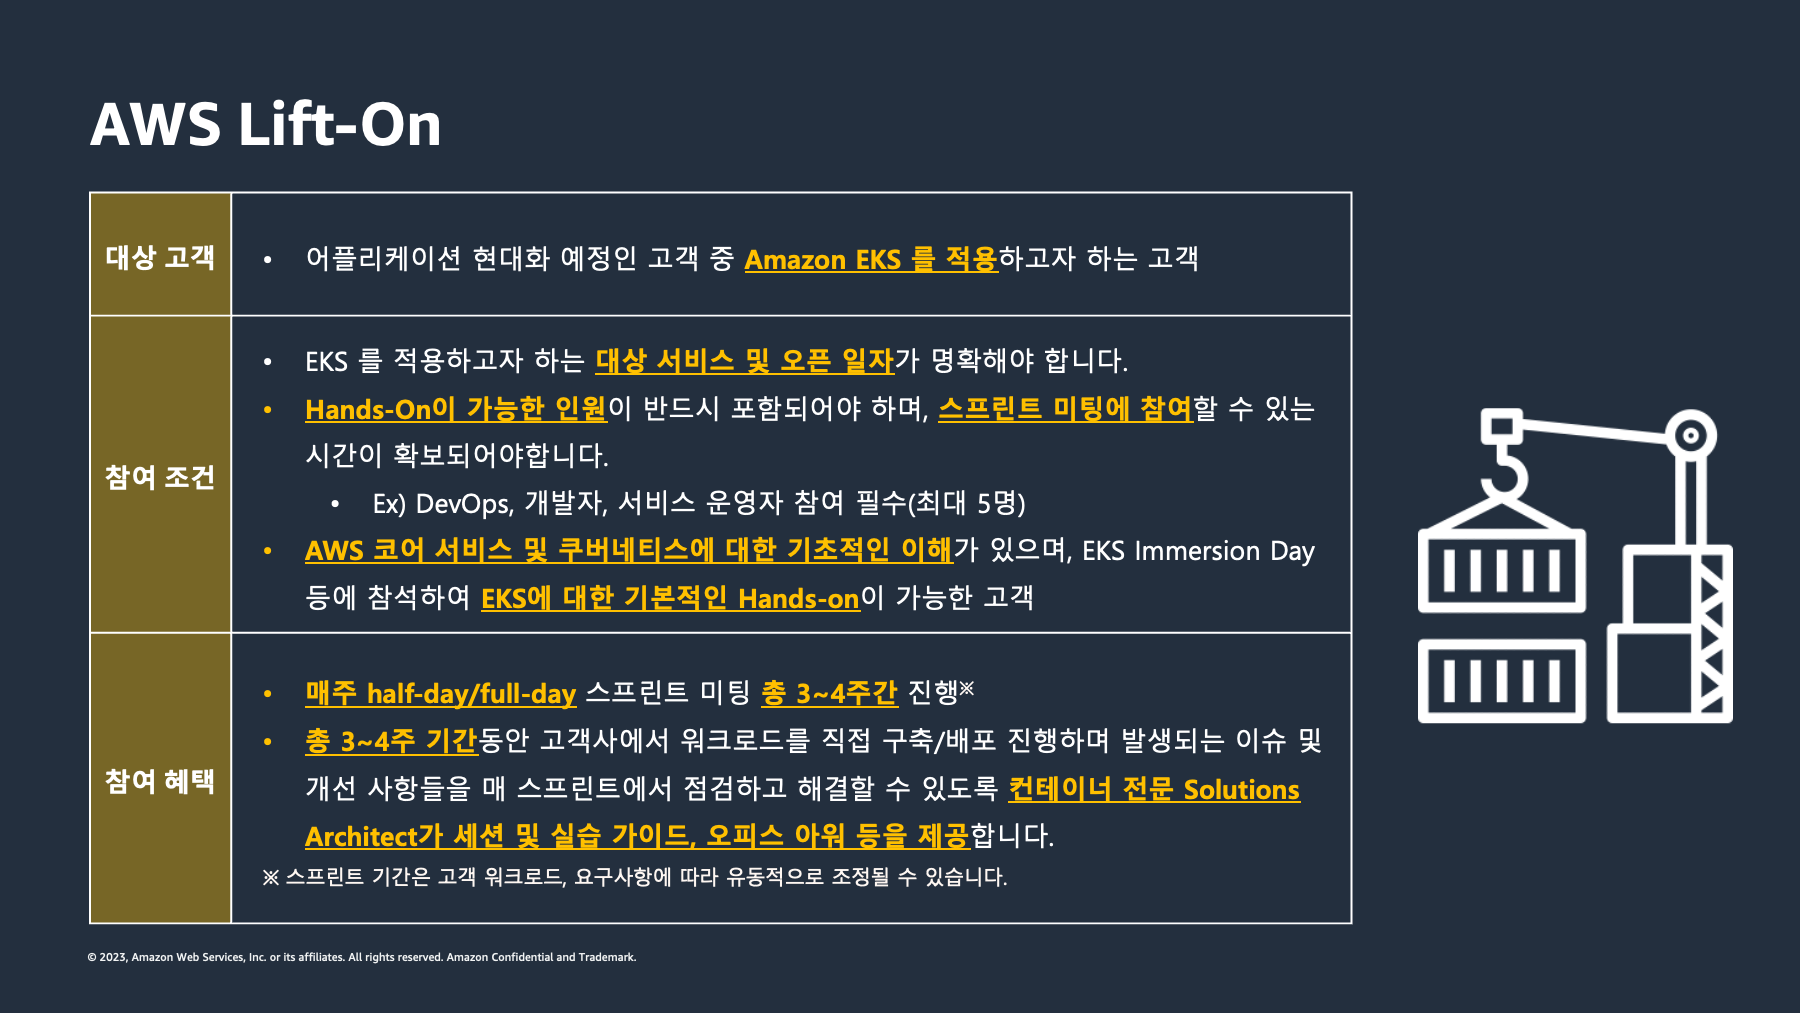 AWS Lift-On
대상 고객
• 어플리케이션 현대화 예정인 고객 중 Amazon EKS 를 적용하고자 하는 고객
참여 조건
• EKS 를 적용하고자 하는 대상 서비스 및 오픈 일자가 명확해야 합니다.
• Hands-On이 가능한 인원이 반드시 포함되어야 하며, 스프린트 미팅에 참여할 수 있는
시간이 확보되어야합니다.
• Ex) DevOps, 개발자, 서비스 운영자 참여 필수(최대 5명)
• AWS 코어 서비스 및 쿠버네티스에 대한 기초적인 이해가 있으며, EKS Immersion Day
등에 참석하여 EKS에 대한 기본적인 Hands-on이 가능한 고객
참여 혜택
• 매주 half-day/full-day 스프린트 미팅 총 3~4주간 진행※
• 총 3~4주 기간동안 고객사에서 워크로드를 직접 구축/배포 진행하며 발생되는 이슈 및
개선 사항들을 매 스프린트에서 점검하고 해결할 수 있도록 컨테이너 전문 Solutions
Architect가 세션 및 실습 가이드, 오피스 아워 등을 제공합니다.
※ 스프린트 기간은 고객 워크로드, 요구사항에 따라 유동적으로 조정될 수 있습니다.
© 2023, Amazon Web Services, Inc. or its affiliates. All rights reserved. Amazon Confidential and Trademark.